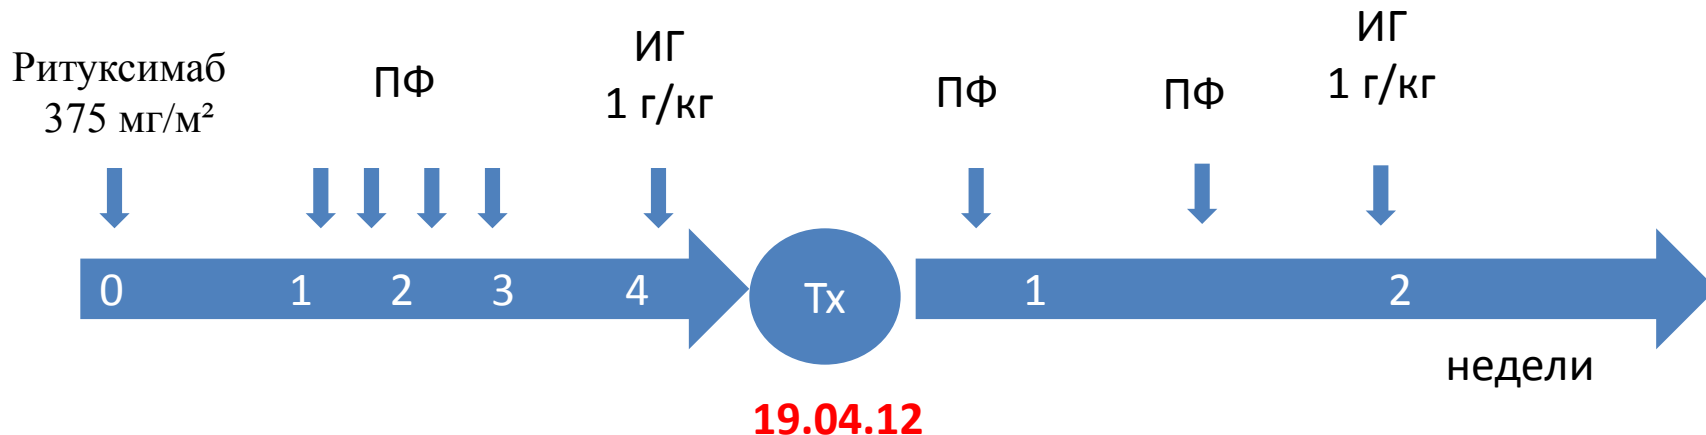 Ритуксимаб
375 мг/м²
ПФ
ИГ
1 г/кг
ПФ
ПФ
ИГ
1 г/кг
0 1 2 3 4
Тх
1 2
недели
19.04.12